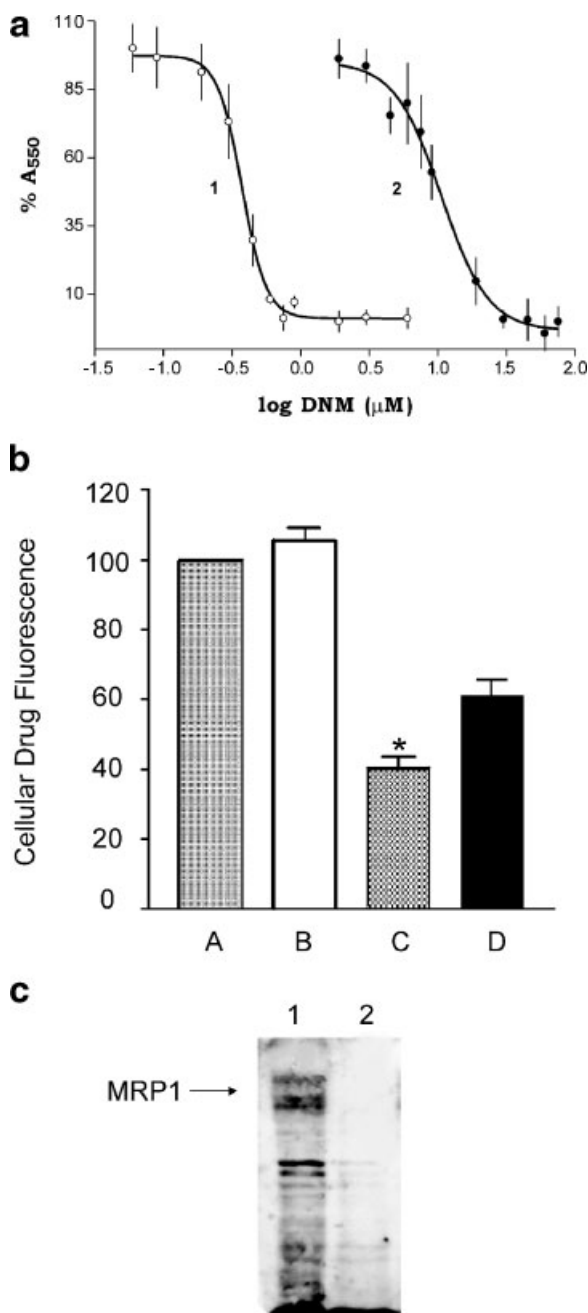 a
110
85
60
35
10
% A550
1
2
-1.5 -1.0 -0.5 0.0 0.5 1.0 1.5 2.0
log DNM (μM)
b
120
100
80
60
40
20
0
Cellular Drug Fluorescence
*
A B C D
c
1 2
MRP1